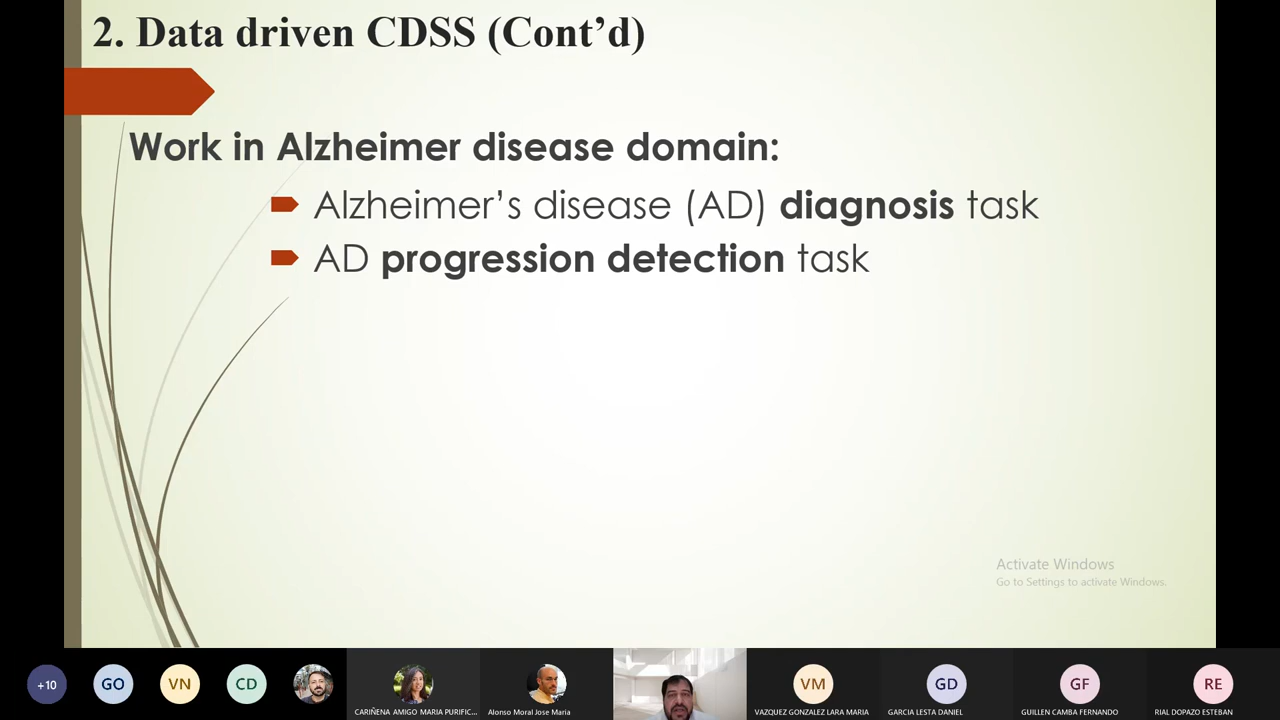 2. Data driven CDSS (Cont’d)
Work in Alzheimer disease domain:
Alzheimer’s disease (AD) diagnosis task
AD progression detection task
Activate Windows
Go to Settings to activate Windows.
+10
GO
VN
CD
CARIÑENA AMIGO MARIA PURIFIC...
Alonso Moral Jose Maria
VM
VAZQUEZ GONZALEZ LARA MARIA
GD
GARCIA LESTA DANIEL
GF
GUILLEN CAMBA FERNANDO
RE
RIAL DOPAZO ESTEBAN